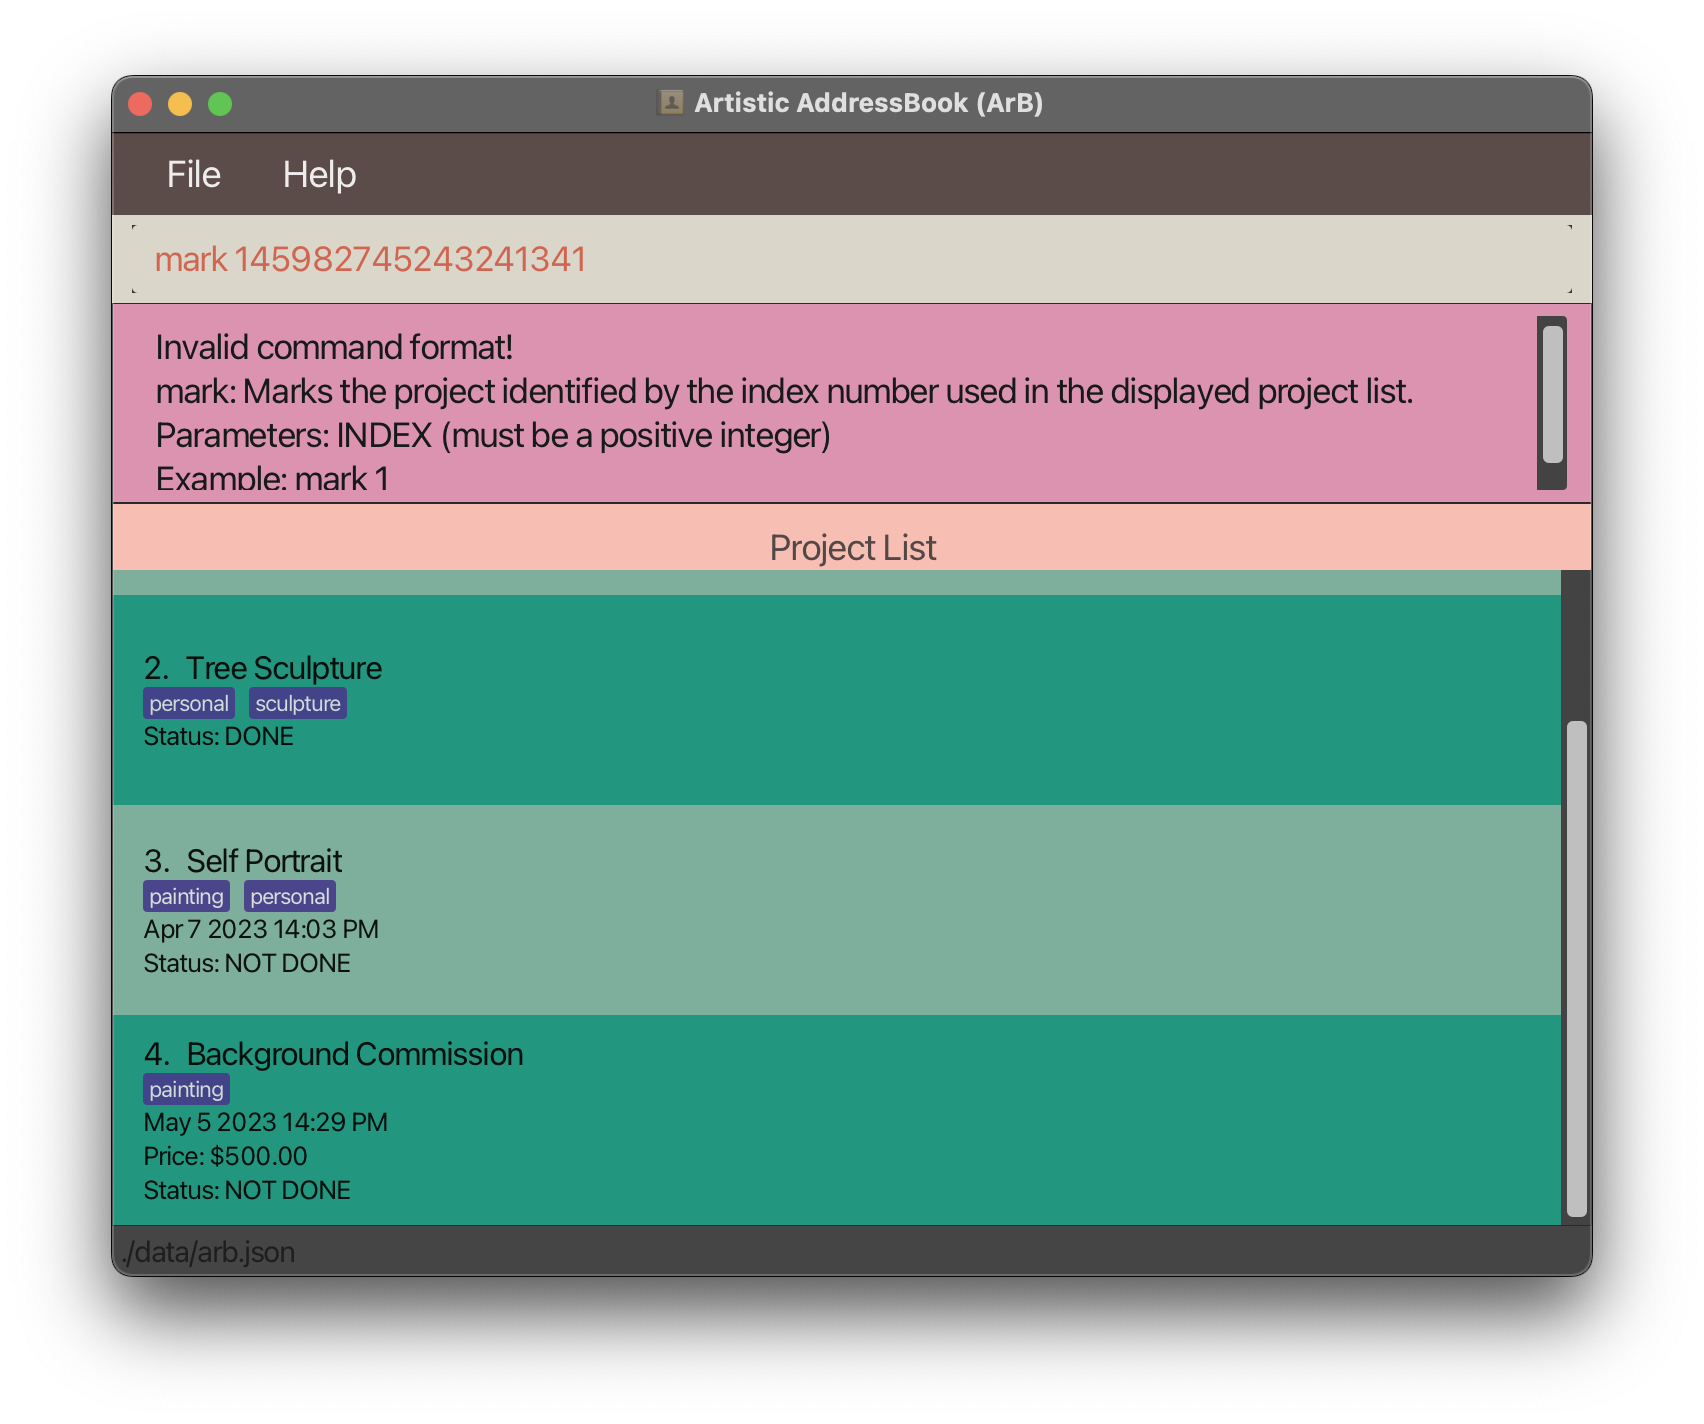 Artistic AddressBook (ArB)
File Help
mark 145982745243241341
Invalid command format!
mark: Marks the project identified by the index number used in the displayed project list.
Parameters: INDEX (must be a positive integer)
Example: mark 1
Project List
2. Tree Sculpture
personal sculpture
Status: DONE
3. Self Portrait
painting personal
Apr 7 2023 14:03 PM
Status: NOT DONE
4. Background Commission
painting
May 5 2023 14:29 PM
Price: $500.00
Status: NOT DONE
./data/arb.json